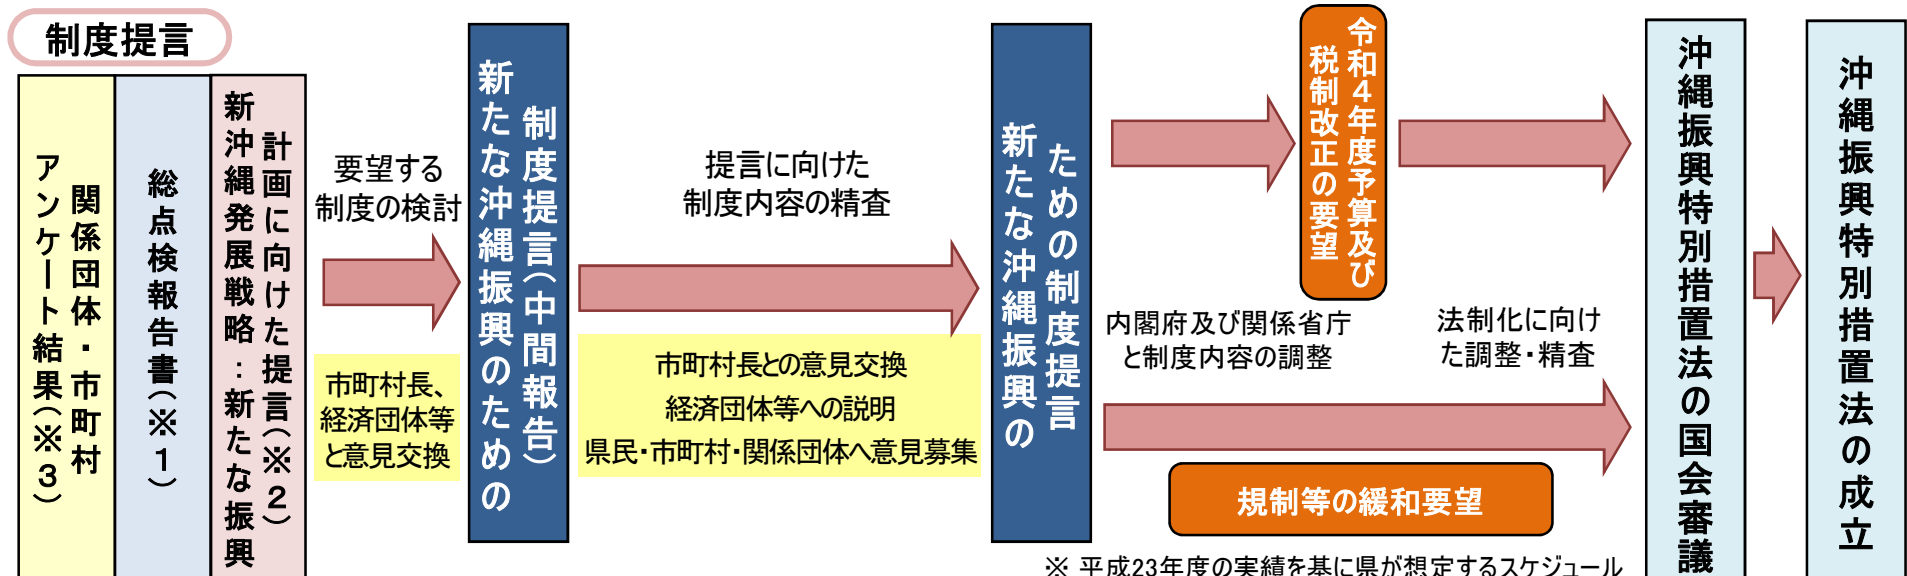 制度提言
関係団体・市町村
アンケート結果(※3)
総点検報告書(※1)
新沖縄発展戦略:新たな振興
計画に向けた提言(※2)
要望する
制度の検討
市町村長、
経済団体等
と意見交換
新たな沖縄振興のための
制度提言(中間報告)
提言に向けた
制度内容の精査
市町村長との意見交換
経済団体等への説明
県民・市町村・関係団体へ意見募集
新たな沖縄振興の
ための制度提言
令和4年度予算及び
税制改正の要望
内閣府及び関係省庁
と制度内容の調整
法制化に向け
た調整・精査
規制等の緩和要望
※ 平成23年度の実績を基に県が想定するスケジュール
沖縄振興特別措置法の国会審議
沖縄振興特別措置法の成立